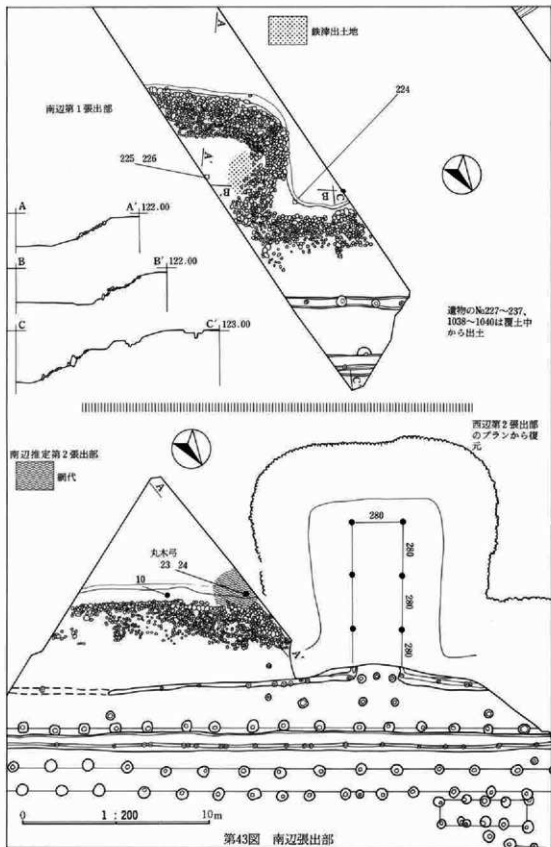 鉄滓出土地
南辺第1張出部
224
225 226
A
A'
B'
B
C
A A' 122.00
B B' 122.00
C C' 123.00
C'
遺物の№227〜237、
1038〜1040は覆土中
から出土
南辺推定第2張出部
網代
西辺第2張出部
のプランから復
元
A
丸木弓
23 24
10
A'
280
280
280
280
0 1:200 10m
第43図 南辺張出部